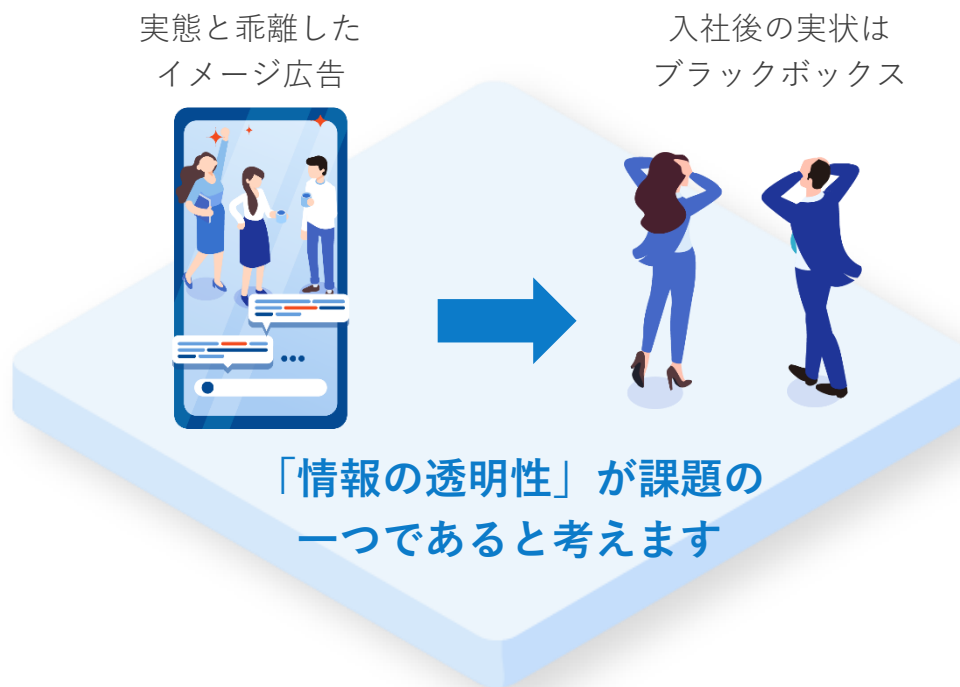 実態と乖離した
イメージ広告
入社後の実状は
ブラックボックス
「情報の透明性」が課題の
一つであると考えます